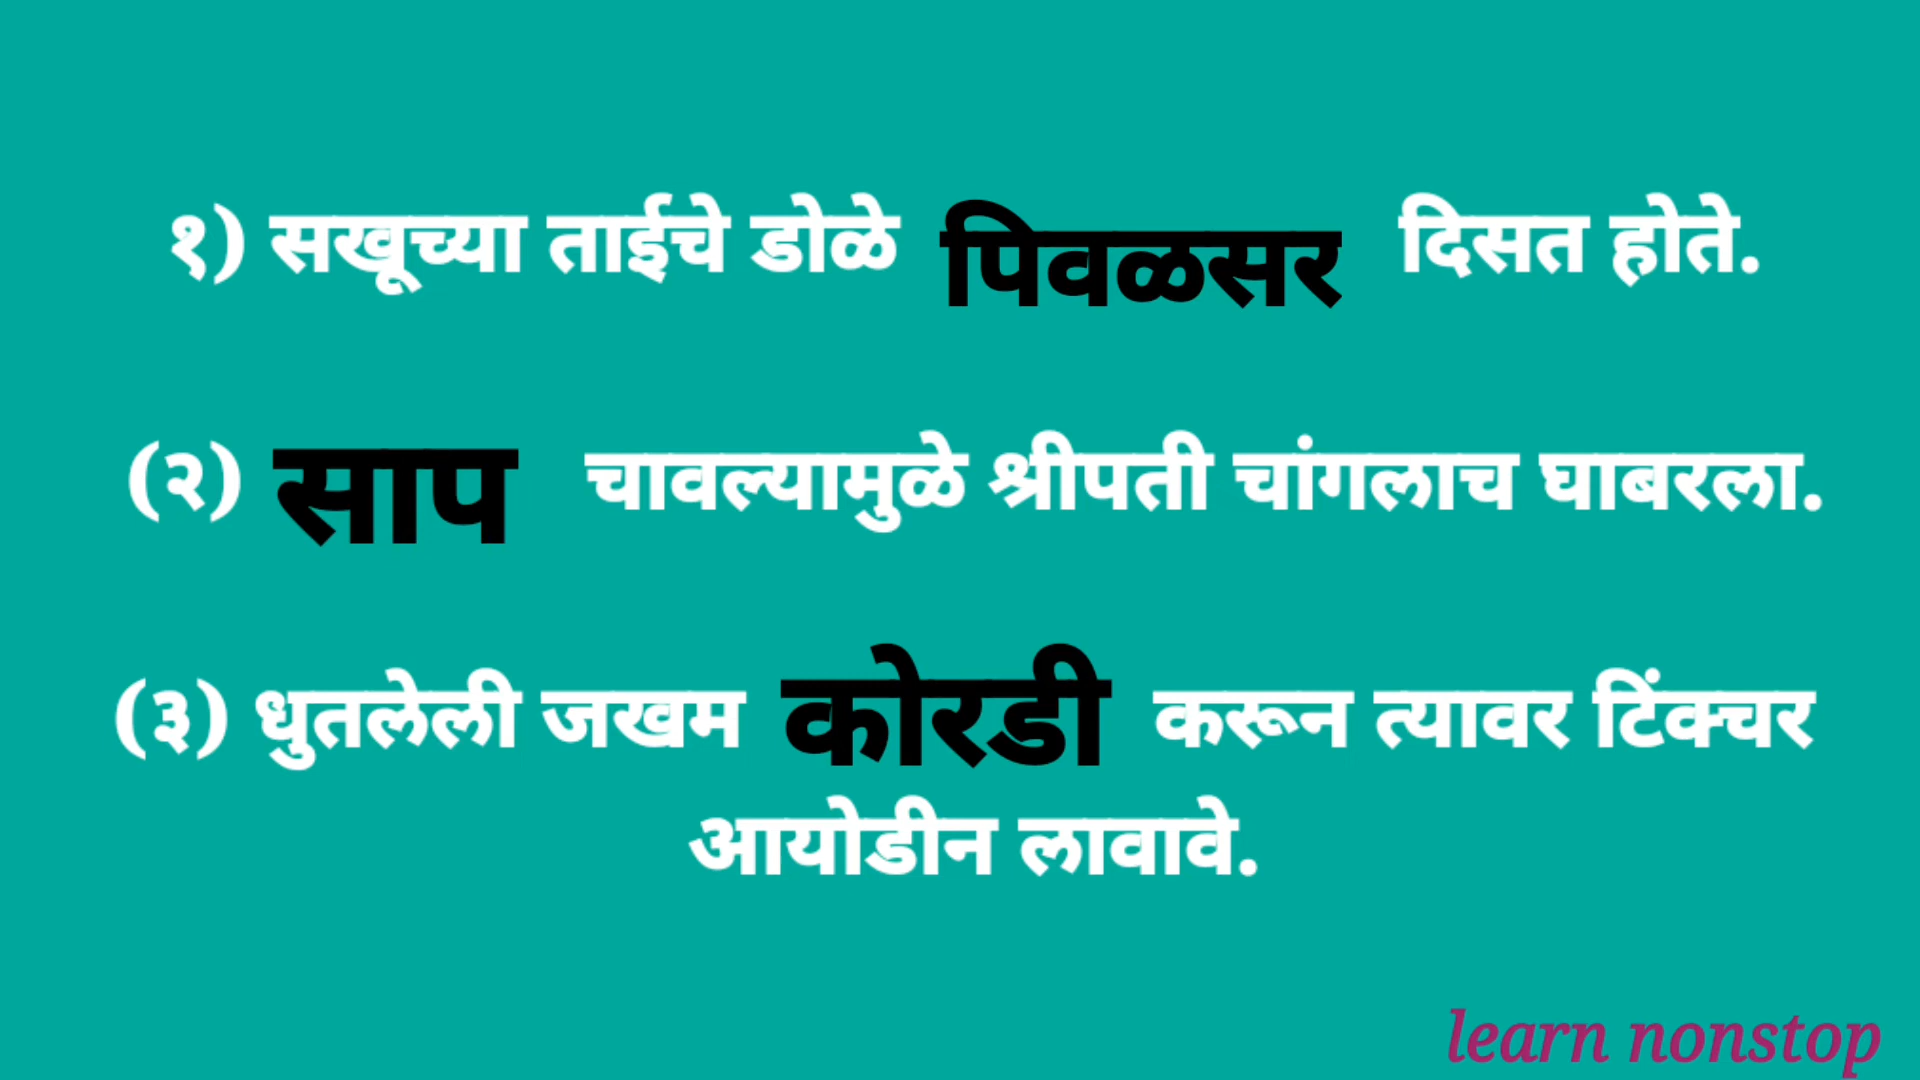 १) सखूच्या ताईचे डोळे पिवळसर दिसत होते.
(२) साप चावल्यामुळे श्रीपती चांगलाच घाबरला.
(३) धुतलेली जखम कोरडी करून त्यावर टिंक्चर
आयोडीन लावावे.
learn nonstop